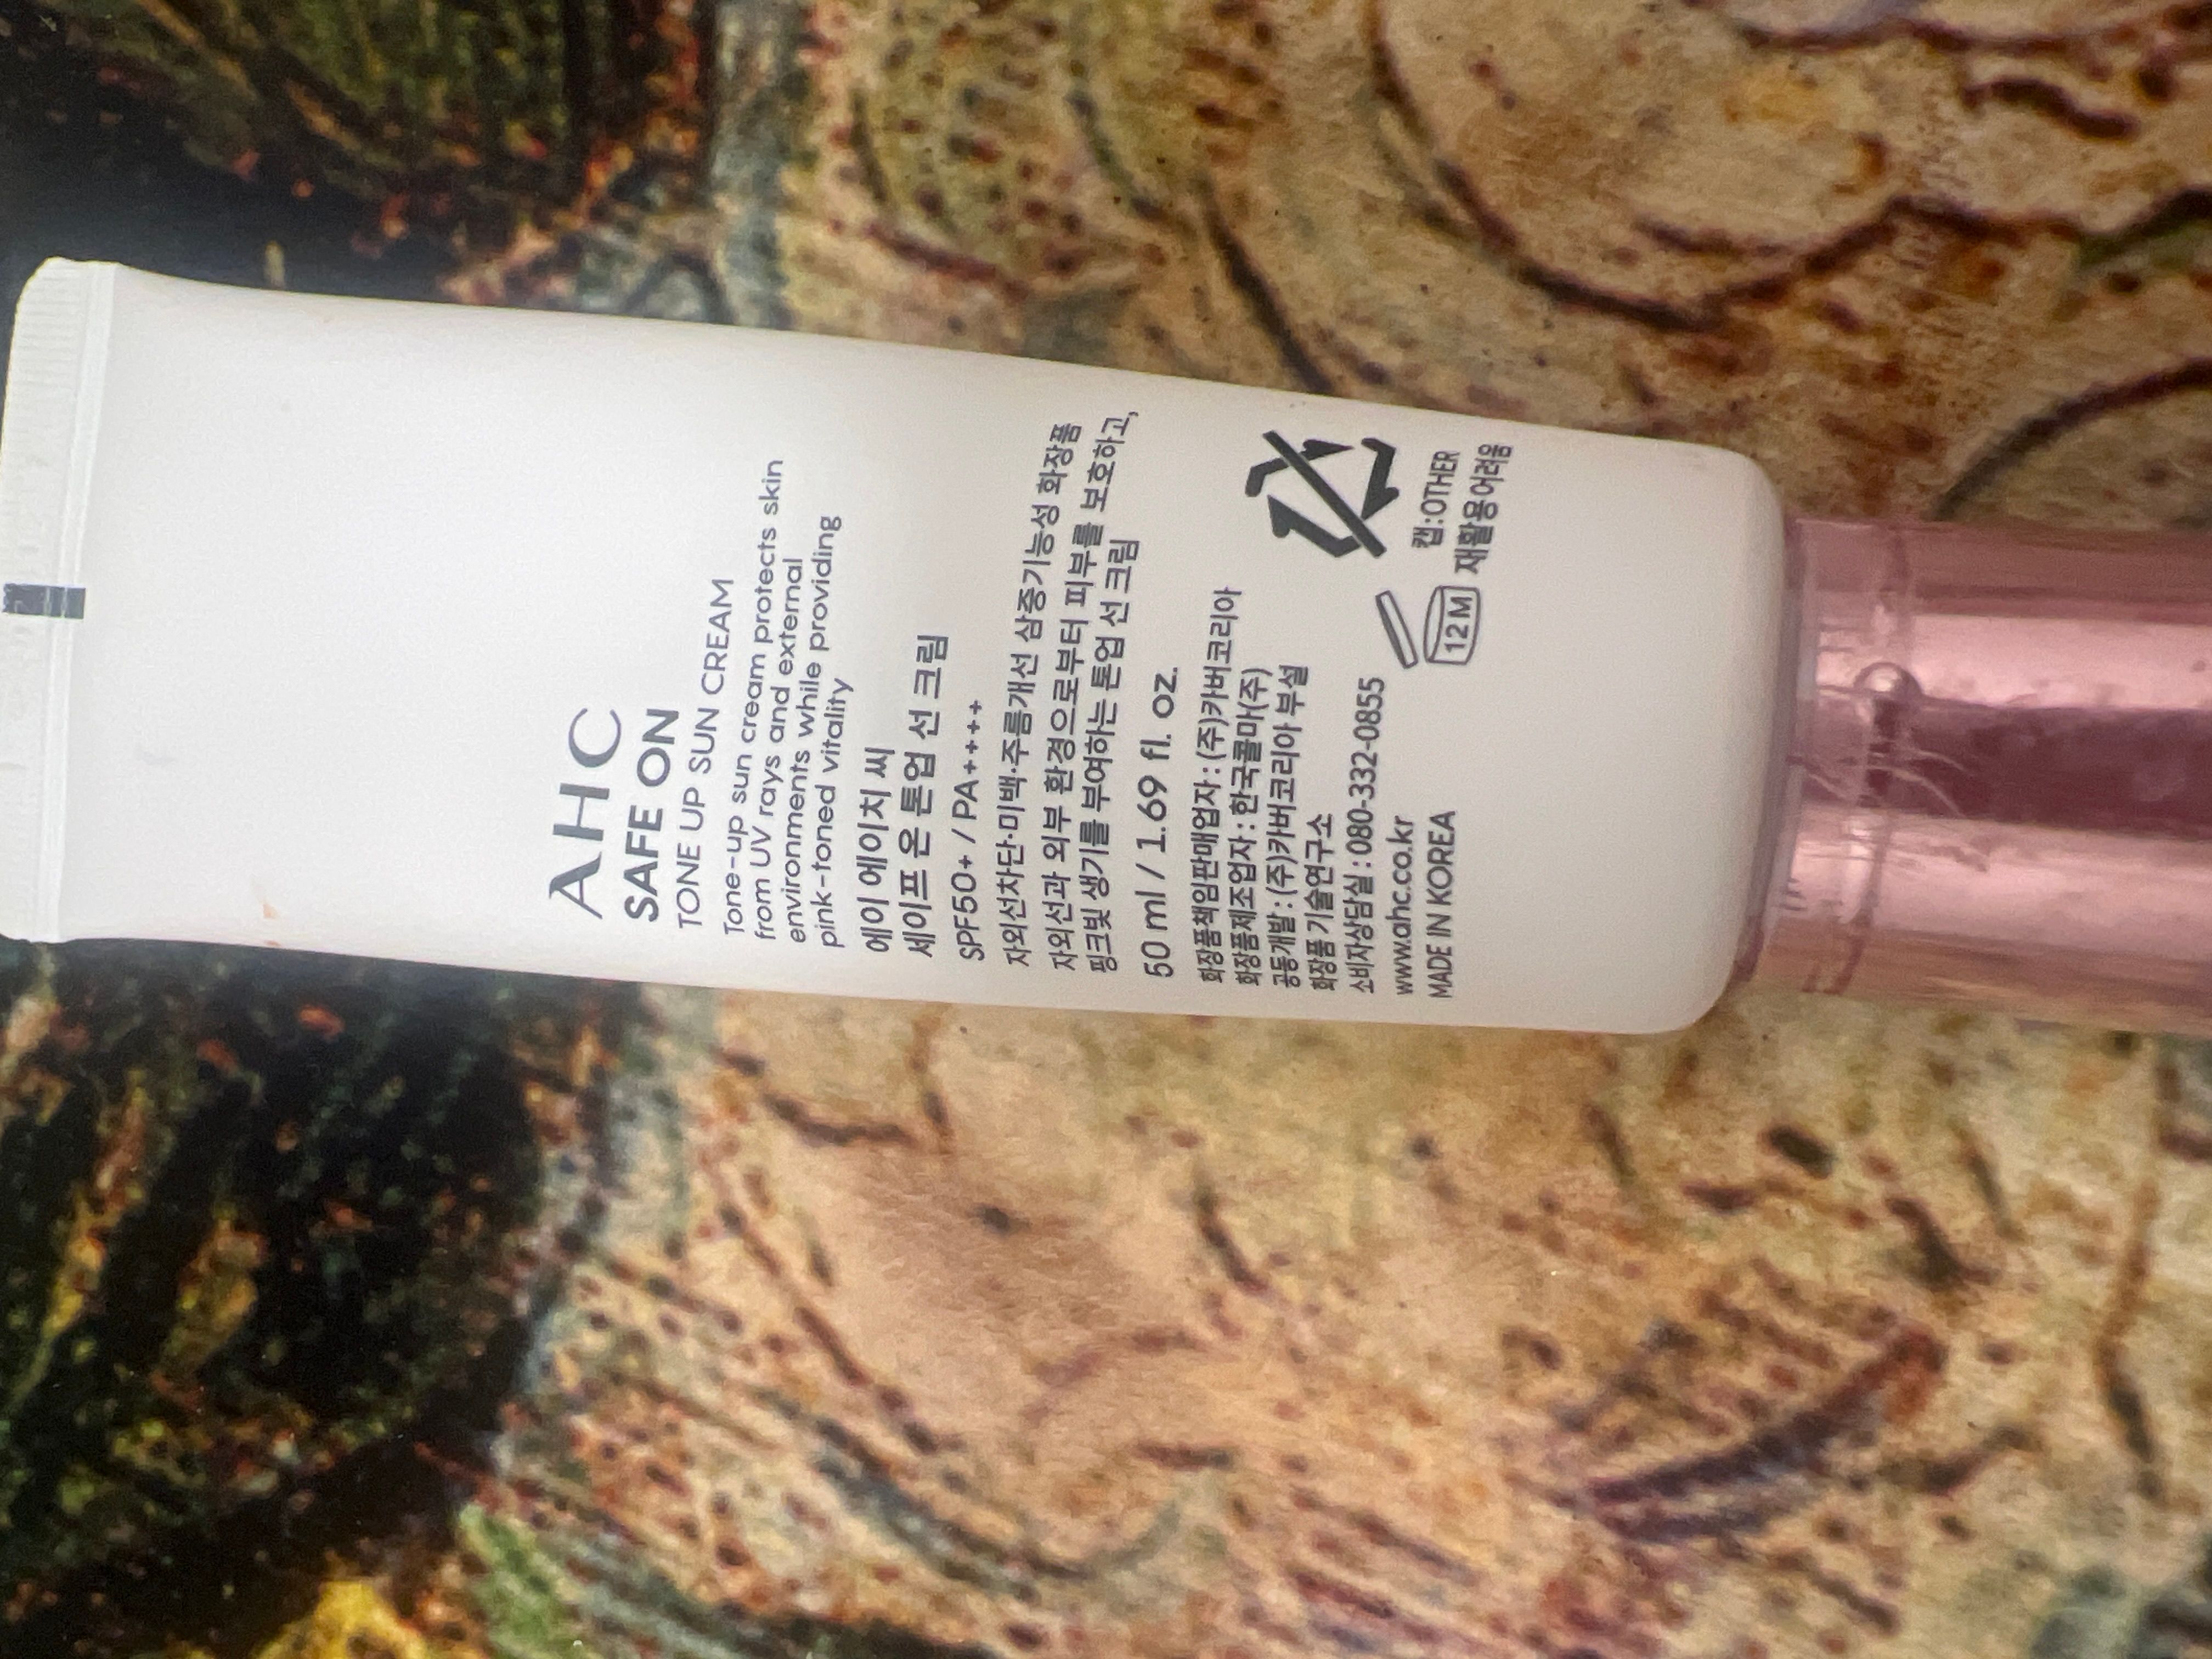 AHC
SAFE ON
TONE UP SUN CREAM
Tone-up sun cream protects skin
from UV rays and external
environments while providing
pink-toned vitality
에이 에이치 씨
세이프 온 톤업 선 크림
SPF50+ / PA++++
자외선차단·미백·주름개선 삼중기능성 화장품
자외선과 외부 환경으로부터 피부를 보호하고,
핑크빛 생기를 부여하는 톤업 선 크림
50 ml / 1.69 fl. oz.
화장품책임판매업자 : (주)카버코리아
화장품제조업자 : 한국콜마(주)
공동개발 : (주)카버코리아 부설
화장품 기술연구소
소비자상담실 : 080-332-0855
www.ahc.co.kr
MADE IN KOREA
12 M
캡:OTHER
재활용어려움